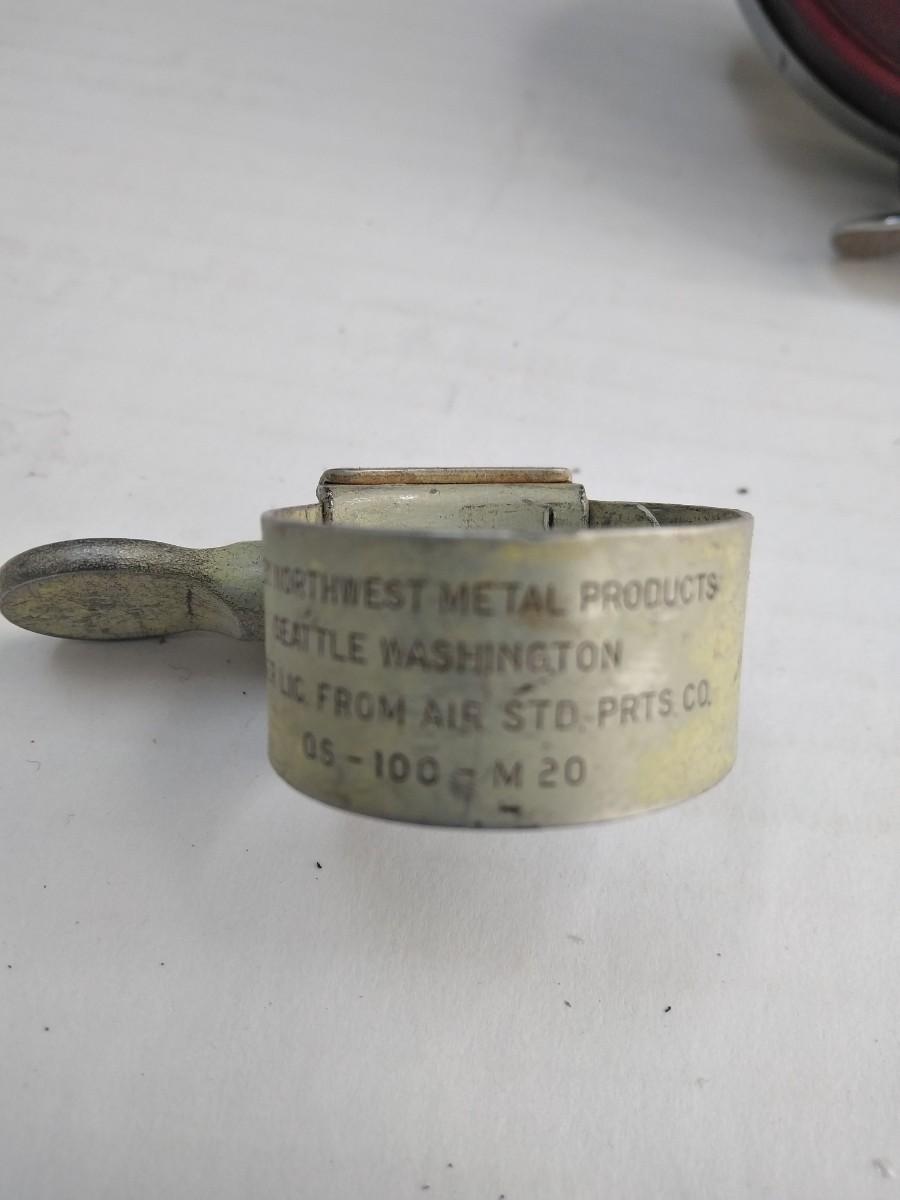 NORTHWEST METAL PRODUCTS
SEATTLE WASHINGTON
LIC. FROM AIR STD. PRTS. CO.
QS-100-M 20